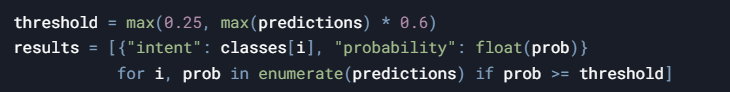 threshold = max(0.25, max(predictions) * 0.6)
results = [{"intent": classes[i], "probability": float(prob)}
for i, prob in enumerate(predictions) if prob >= threshold]